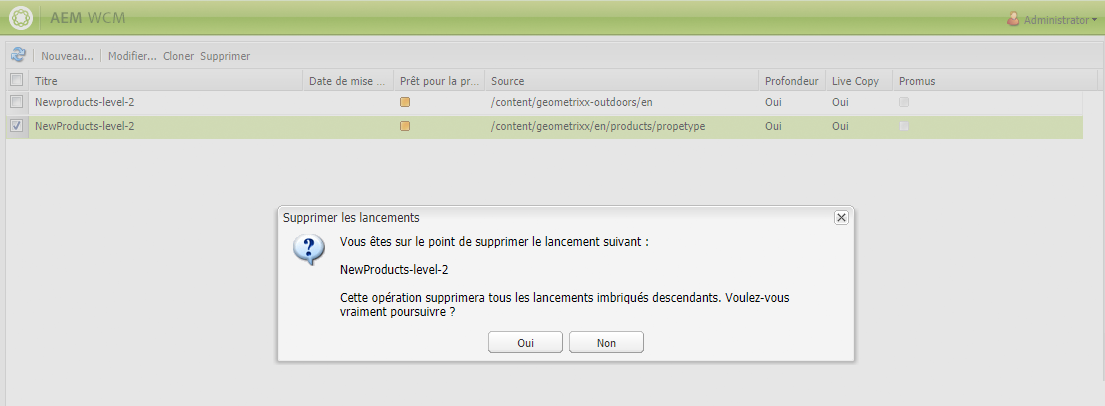 AEM WCM
Administrator
Nouveau... Modifier... Cloner Supprimer
Titre Date de mise ... Prêt pour la pr... Source Profondeur Live Copy Promus
Newproducts-level-2 /content/geometrixx-outdoors/en Oui Oui
NewProducts-level-2 /content/geometrixx/en/products/propetype Oui Oui
Supprimer les lancements
Vous êtes sur le point de supprimer le lancement suivant :
NewProducts-level-2
Cette opération supprimera tous les lancements imbriqués descendants. Voulez-vous
vraiment poursuivre ?
Oui Non